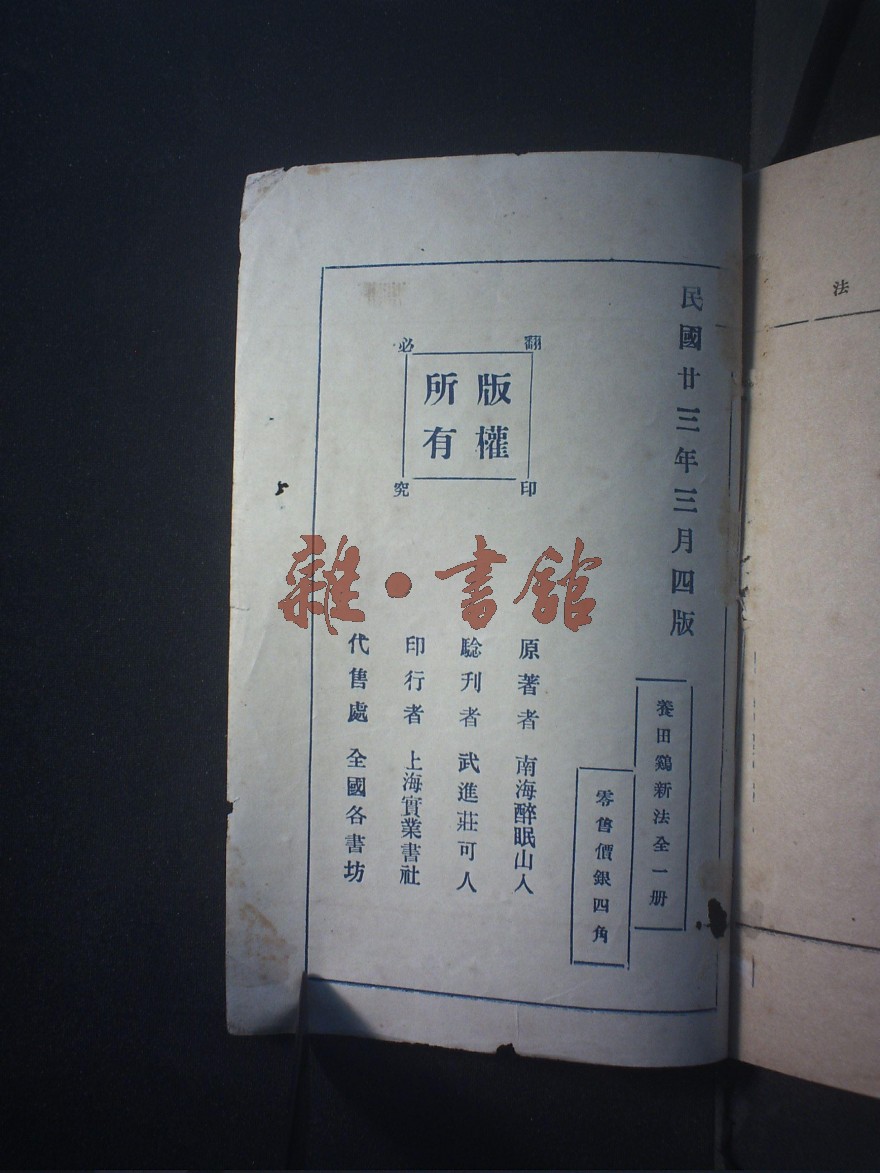 法
民國廿三年三月四版
養田鷄新法全一册
零售價銀四角
翻印
必究
版權
所有
原著者 南海醉眠山人
騐刋者 武進莊可人
印行者 上海實業書社
代售處 全國各書坊
雜·書館